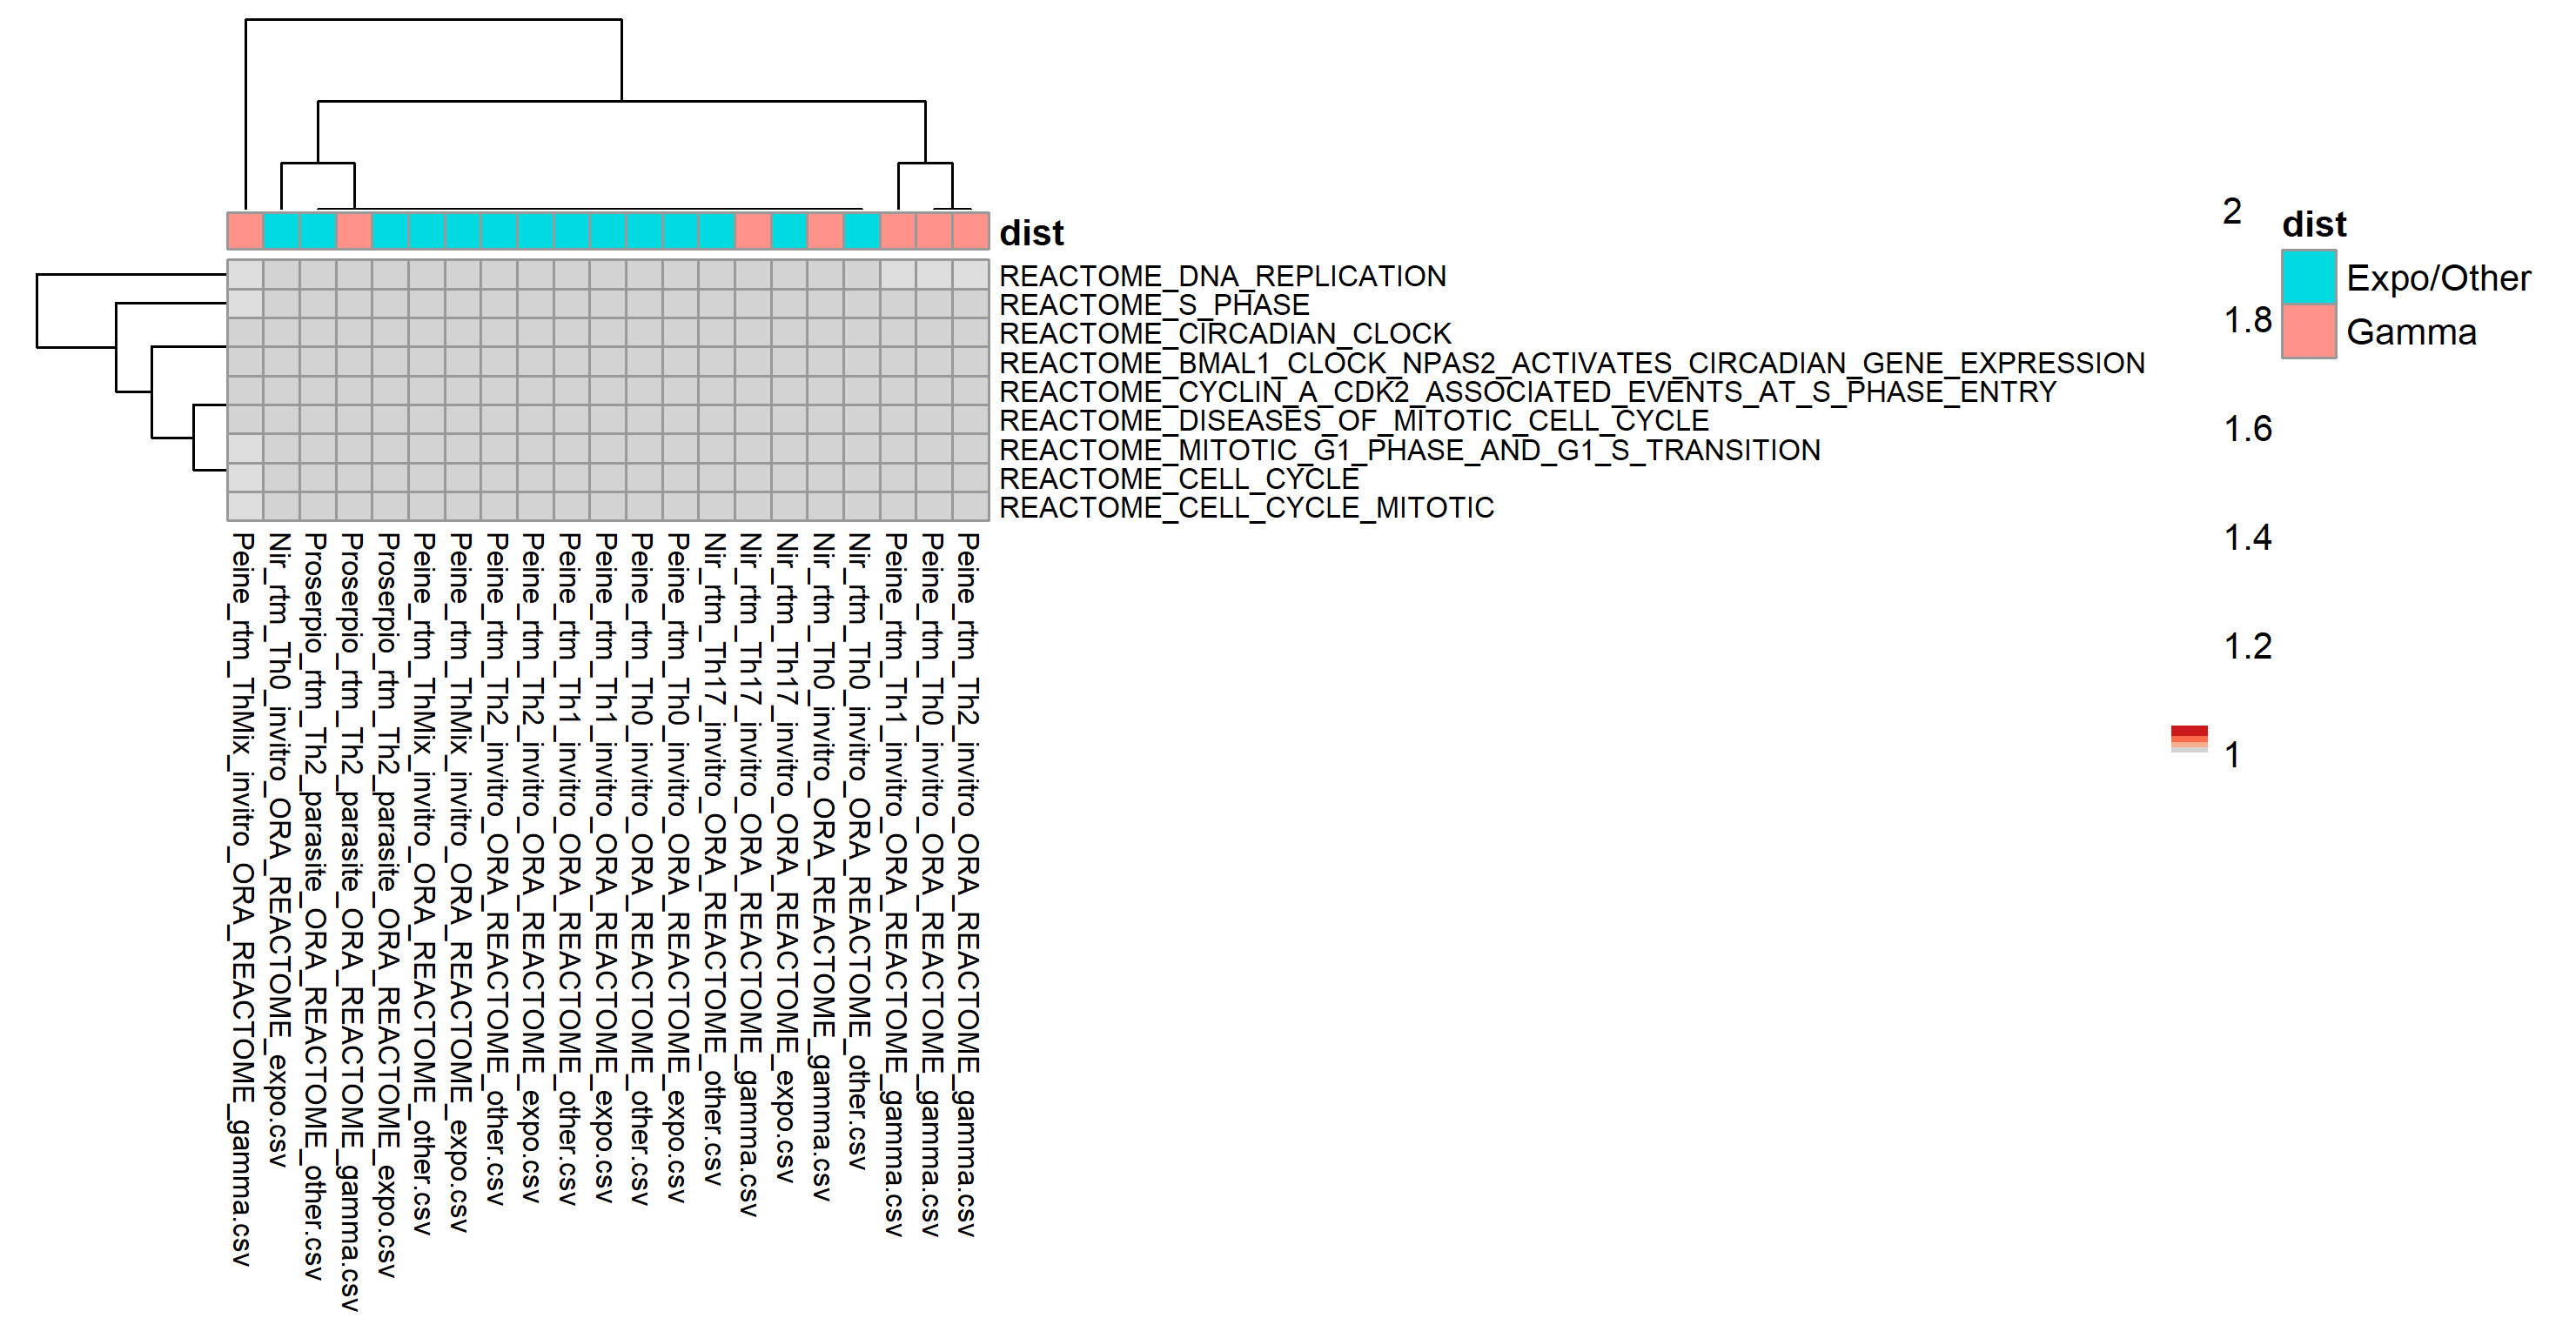 dist
REACTOME_DNA_REPLICATION
REACTOME_S_PHASE
REACTOME_CIRCADIAN_CLOCK
REACTOME_BMAL1_CLOCK_NPAS2_ACTIVATES_CIRCADIAN_GENE_EXPRESSION
REACTOME_CYCLIN_A_CDK2_ASSOCIATED_EVENTS_AT_S_PHASE_ENTRY
REACTOME_DISEASES_OF_MITOTIC_CELL_CYCLE
REACTOME_MITOTIC_G1_PHASE_AND_G1_S_TRANSITION
REACTOME_CELL_CYCLE
REACTOME_CELL_CYCLE_MITOTIC
Peine_rtm_ThMix_invitro_ORA_REACTOME_gamma.csv
Nir_rtm_Th0_invitro_ORA_REACTOME_expo.csv
Proserpio_rtm_Th2_parasite_ORA_REACTOME_other.csv
Proserpio_rtm_Th2_parasite_ORA_REACTOME_gamma.csv
Proserpio_rtm_Th2_parasite_ORA_REACTOME_expo.csv
Peine_rtm_ThMix_invitro_ORA_REACTOME_other.csv
Peine_rtm_ThMix_invitro_ORA_REACTOME_expo.csv
Peine_rtm_Th2_invitro_ORA_REACTOME_other.csv
Peine_rtm_Th2_invitro_ORA_REACTOME_expo.csv
Peine_rtm_Th1_invitro_ORA_REACTOME_other.csv
Peine_rtm_Th1_invitro_ORA_REACTOME_expo.csv
Peine_rtm_Th0_invitro_ORA_REACTOME_other.csv
Peine_rtm_Th0_invitro_ORA_REACTOME_expo.csv
Nir_rtm_Th17_invitro_ORA_REACTOME_other.csv
Nir_rtm_Th17_invitro_ORA_REACTOME_gamma.csv
Nir_rtm_Th17_invitro_ORA_REACTOME_expo.csv
Nir_rtm_Th0_invitro_ORA_REACTOME_gamma.csv
Nir_rtm_Th0_invitro_ORA_REACTOME_other.csv
Peine_rtm_Th1_invitro_ORA_REACTOME_gamma.csv
Peine_rtm_Th0_invitro_ORA_REACTOME_gamma.csv
Peine_rtm_Th2_invitro_ORA_REACTOME_gamma.csv
2
1.8
1.6
1.4
1.2
1
dist
Expo/Other
Gamma